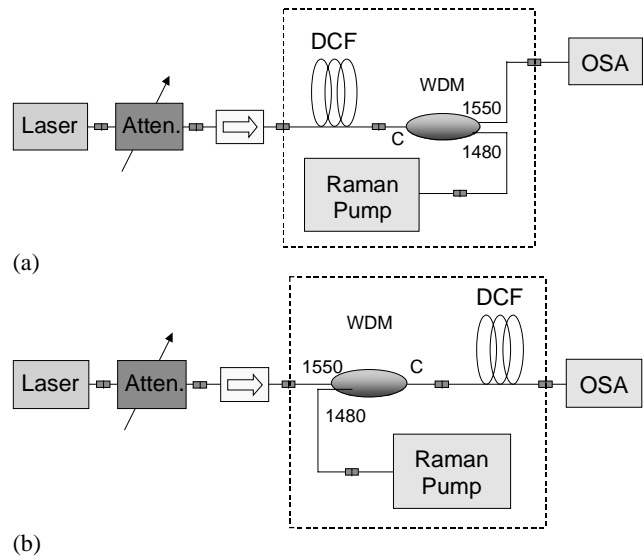 DCF
WDM
OSA
1550
Laser
Atten.
C
1480
Raman
Pump
(a)
DCF
WDM
1550
C
Laser
Atten.
OSA
1480
Raman
Pump
(b)